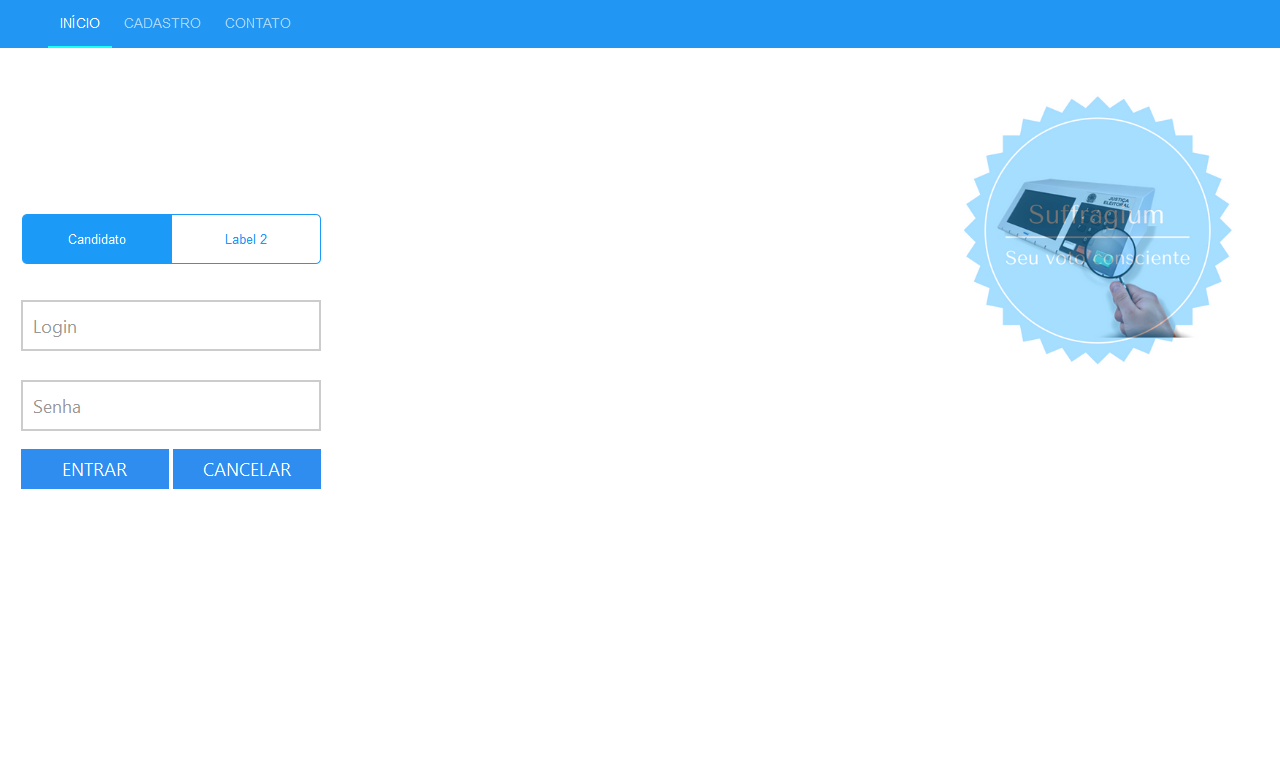 INÍCIO CADASTRO CONTATO
JUSTIÇA
ELEITORAL
Suffragium
Seu voto consciente
Candidato Label 2
Login
Senha
ENTRAR CANCELAR